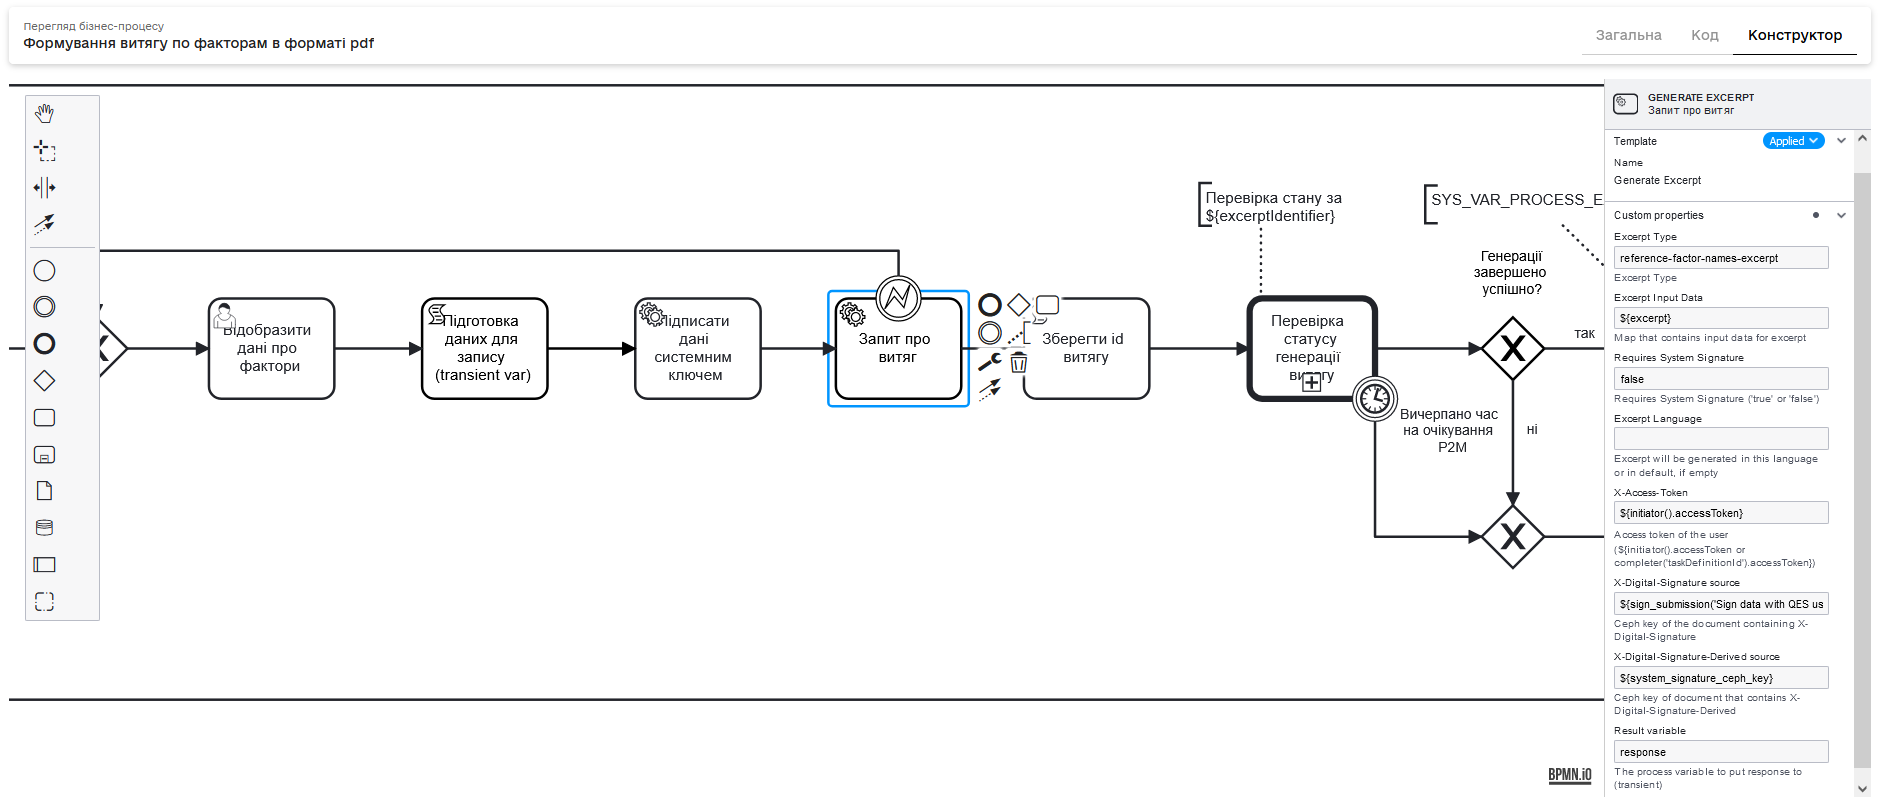 Перегляд бізнес-процесу
Формування витягу по факторам в форматі pdf
Загальна
Код
Конструктор
GENERATE EXCERPT
Запит про витяг
Template
Applied
Name
Generate Excerpt
Custom properties
Excerpt Type
reference-factor-names-excerpt
Excerpt Type
Excerpt Input Data
${excerpt}
Map that contains input data for excerpt
Requires System Signature
false
Requires System Signature ('true' or 'false')
Excerpt Language
Excerpt will be generated in this language
or in default, if empty
X-Access-Token
${initiator().accessToken}
Access token of the user
(${initiator().accessToken or
completer('taskDefinitionId').accessToken})
X-Digital-Signature source
${sign_submission('Sign data with QES us
Ceph key of the document containing X-
Digital-Signature
X-Digital-Signature-Derived source
${system_signature_ceph_key}
Ceph key of document that contains X-
Digital-Signature-Derived
Result variable
response
The process variable to put response to
(transient)
Перевірка стану за
${excerptIdentifier}
SYS_VAR_PROCESS_E
Генерації
завершено
успішно?
Відобразити
дані про
фактори
Підготовка
даних для
запису
(transient var)
Підписати
дані
системним
ключем
Запит про
витяг
Зберегти id
витягу
Перевірка
статусу
генерації
витягу
так
Вичерпано час
на очікування
P2M
ні
BPMN.iO